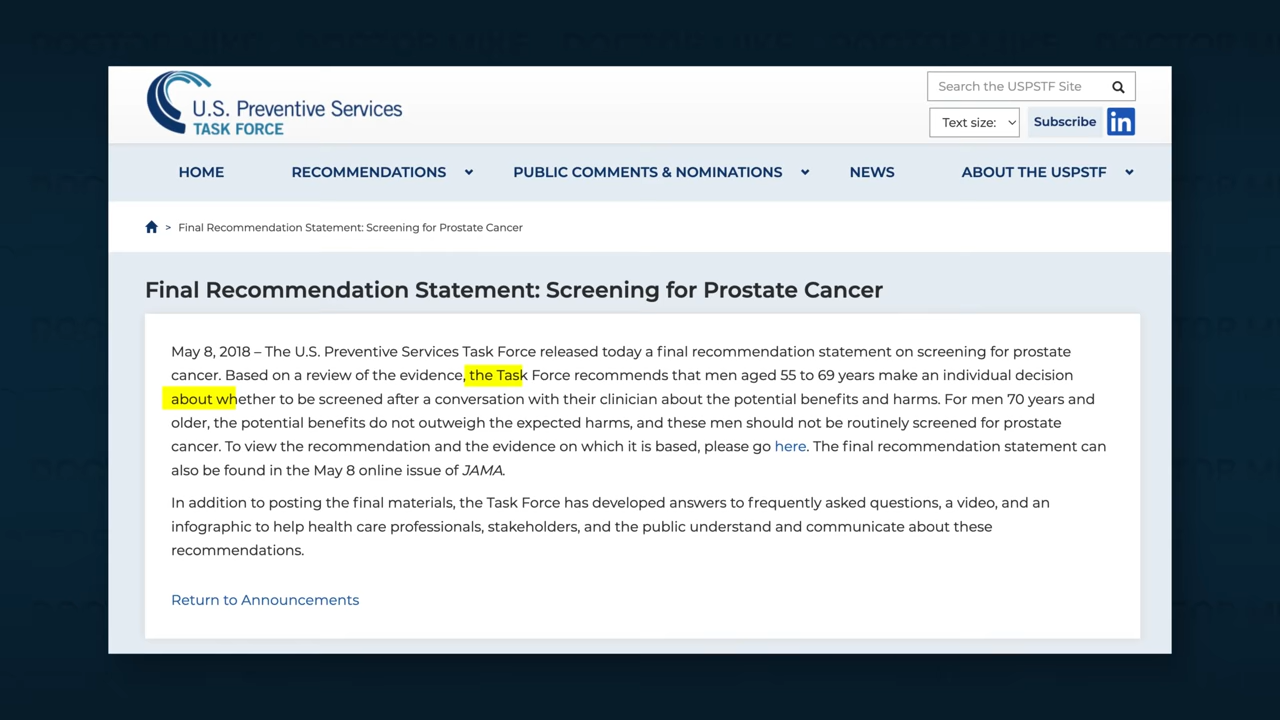 U.S. Preventive Services
TASK FORCE
Search the USPSTF Site
Text size:
Subscribe
in
HOME
RECOMMENDATIONS
PUBLIC COMMENTS & NOMINATIONS
NEWS
ABOUT THE USPSTF
> Final Recommendation Statement: Screening for Prostate Cancer
Final Recommendation Statement: Screening for Prostate Cancer
May 8, 2018 – The U.S. Preventive Services Task Force released today a final recommendation statement on screening for prostate
cancer. Based on a review of the evidence, the Task Force recommends that men aged 55 to 69 years make an individual decision
about whether to be screened after a conversation with their clinician about the potential benefits and harms. For men 70 years and
older, the potential benefits do not outweigh the expected harms, and these men should not be routinely screened for prostate
cancer. To view the recommendation and the evidence on which it is based, please go here. The final recommendation statement can
also be found in the May 8 online issue of JAMA.
In addition to posting the final materials, the Task Force has developed answers to frequently asked questions, a video, and an
infographic to help health care professionals, stakeholders, and the public understand and communicate about these
recommendations.
Return to Announcements